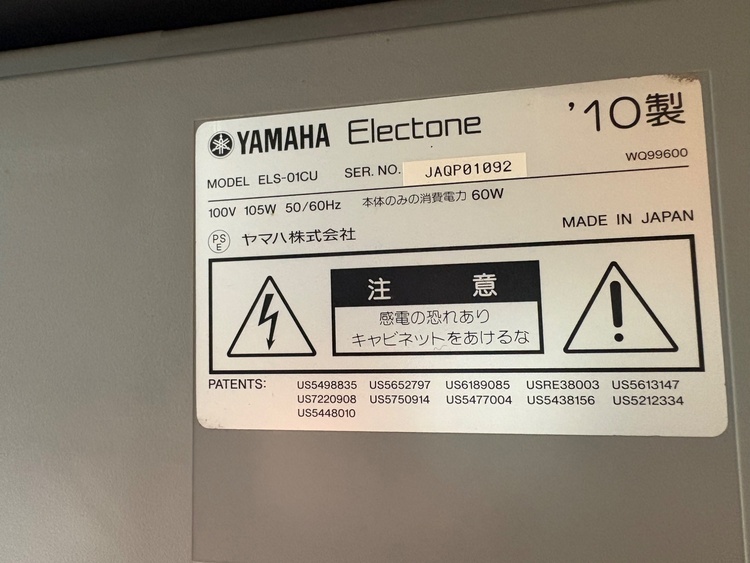 YAMAHA Electone '10製
MODEL ELS-01CU SER. NO. JAQP01092 WQ99600
100V 105W 50/60Hz 本体のみの消費電力 60W
PS E ヤマハ株式会社 MADE IN JAPAN
注 意
感電の恐れあり
キャビネットをあけるな
PATENTS: US5498835 US5652797 US6189085 USRE38003 US5613147
US7220908 US5750914 US5477004 US5438156 US5212334
US5448010